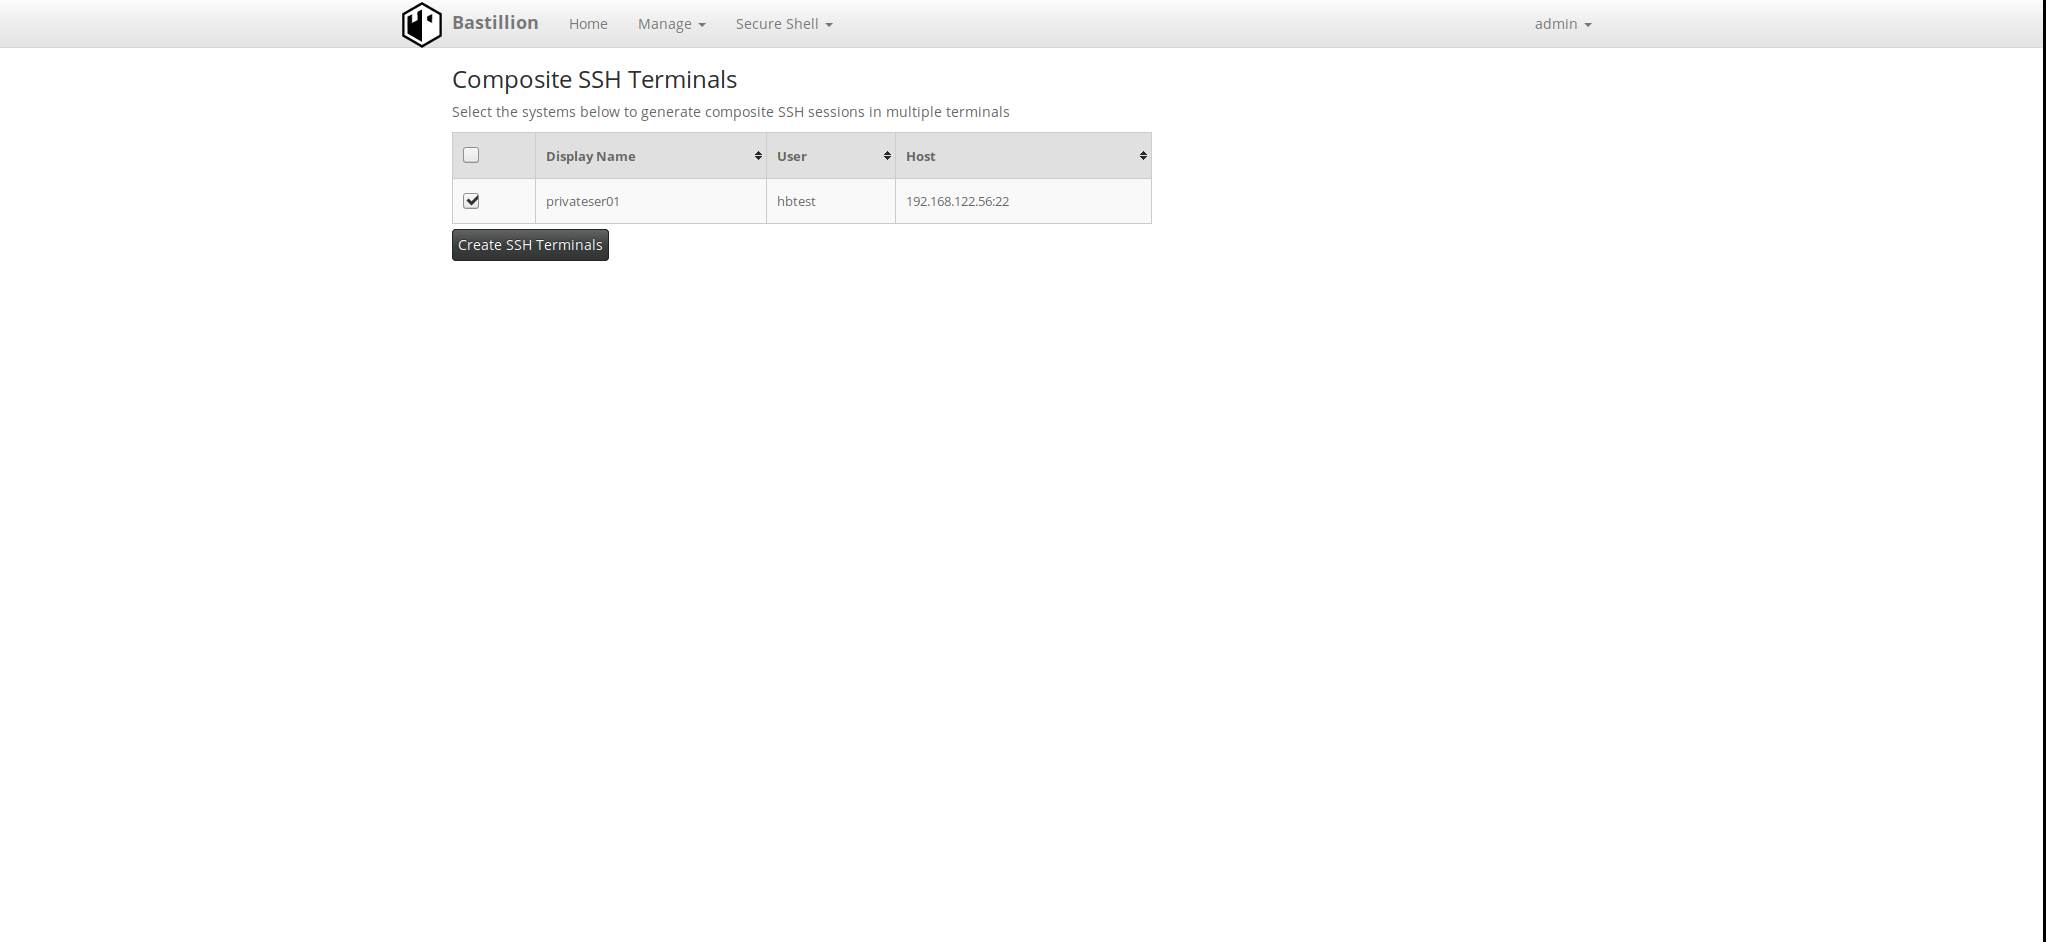 Bastillion Home Manage Secure Shell admin
Composite SSH Terminals
Select the systems below to generate composite SSH sessions in multiple terminals
Display Name User Host
privateser01 hbtest 192.168.122.56:22
Create SSH Terminals